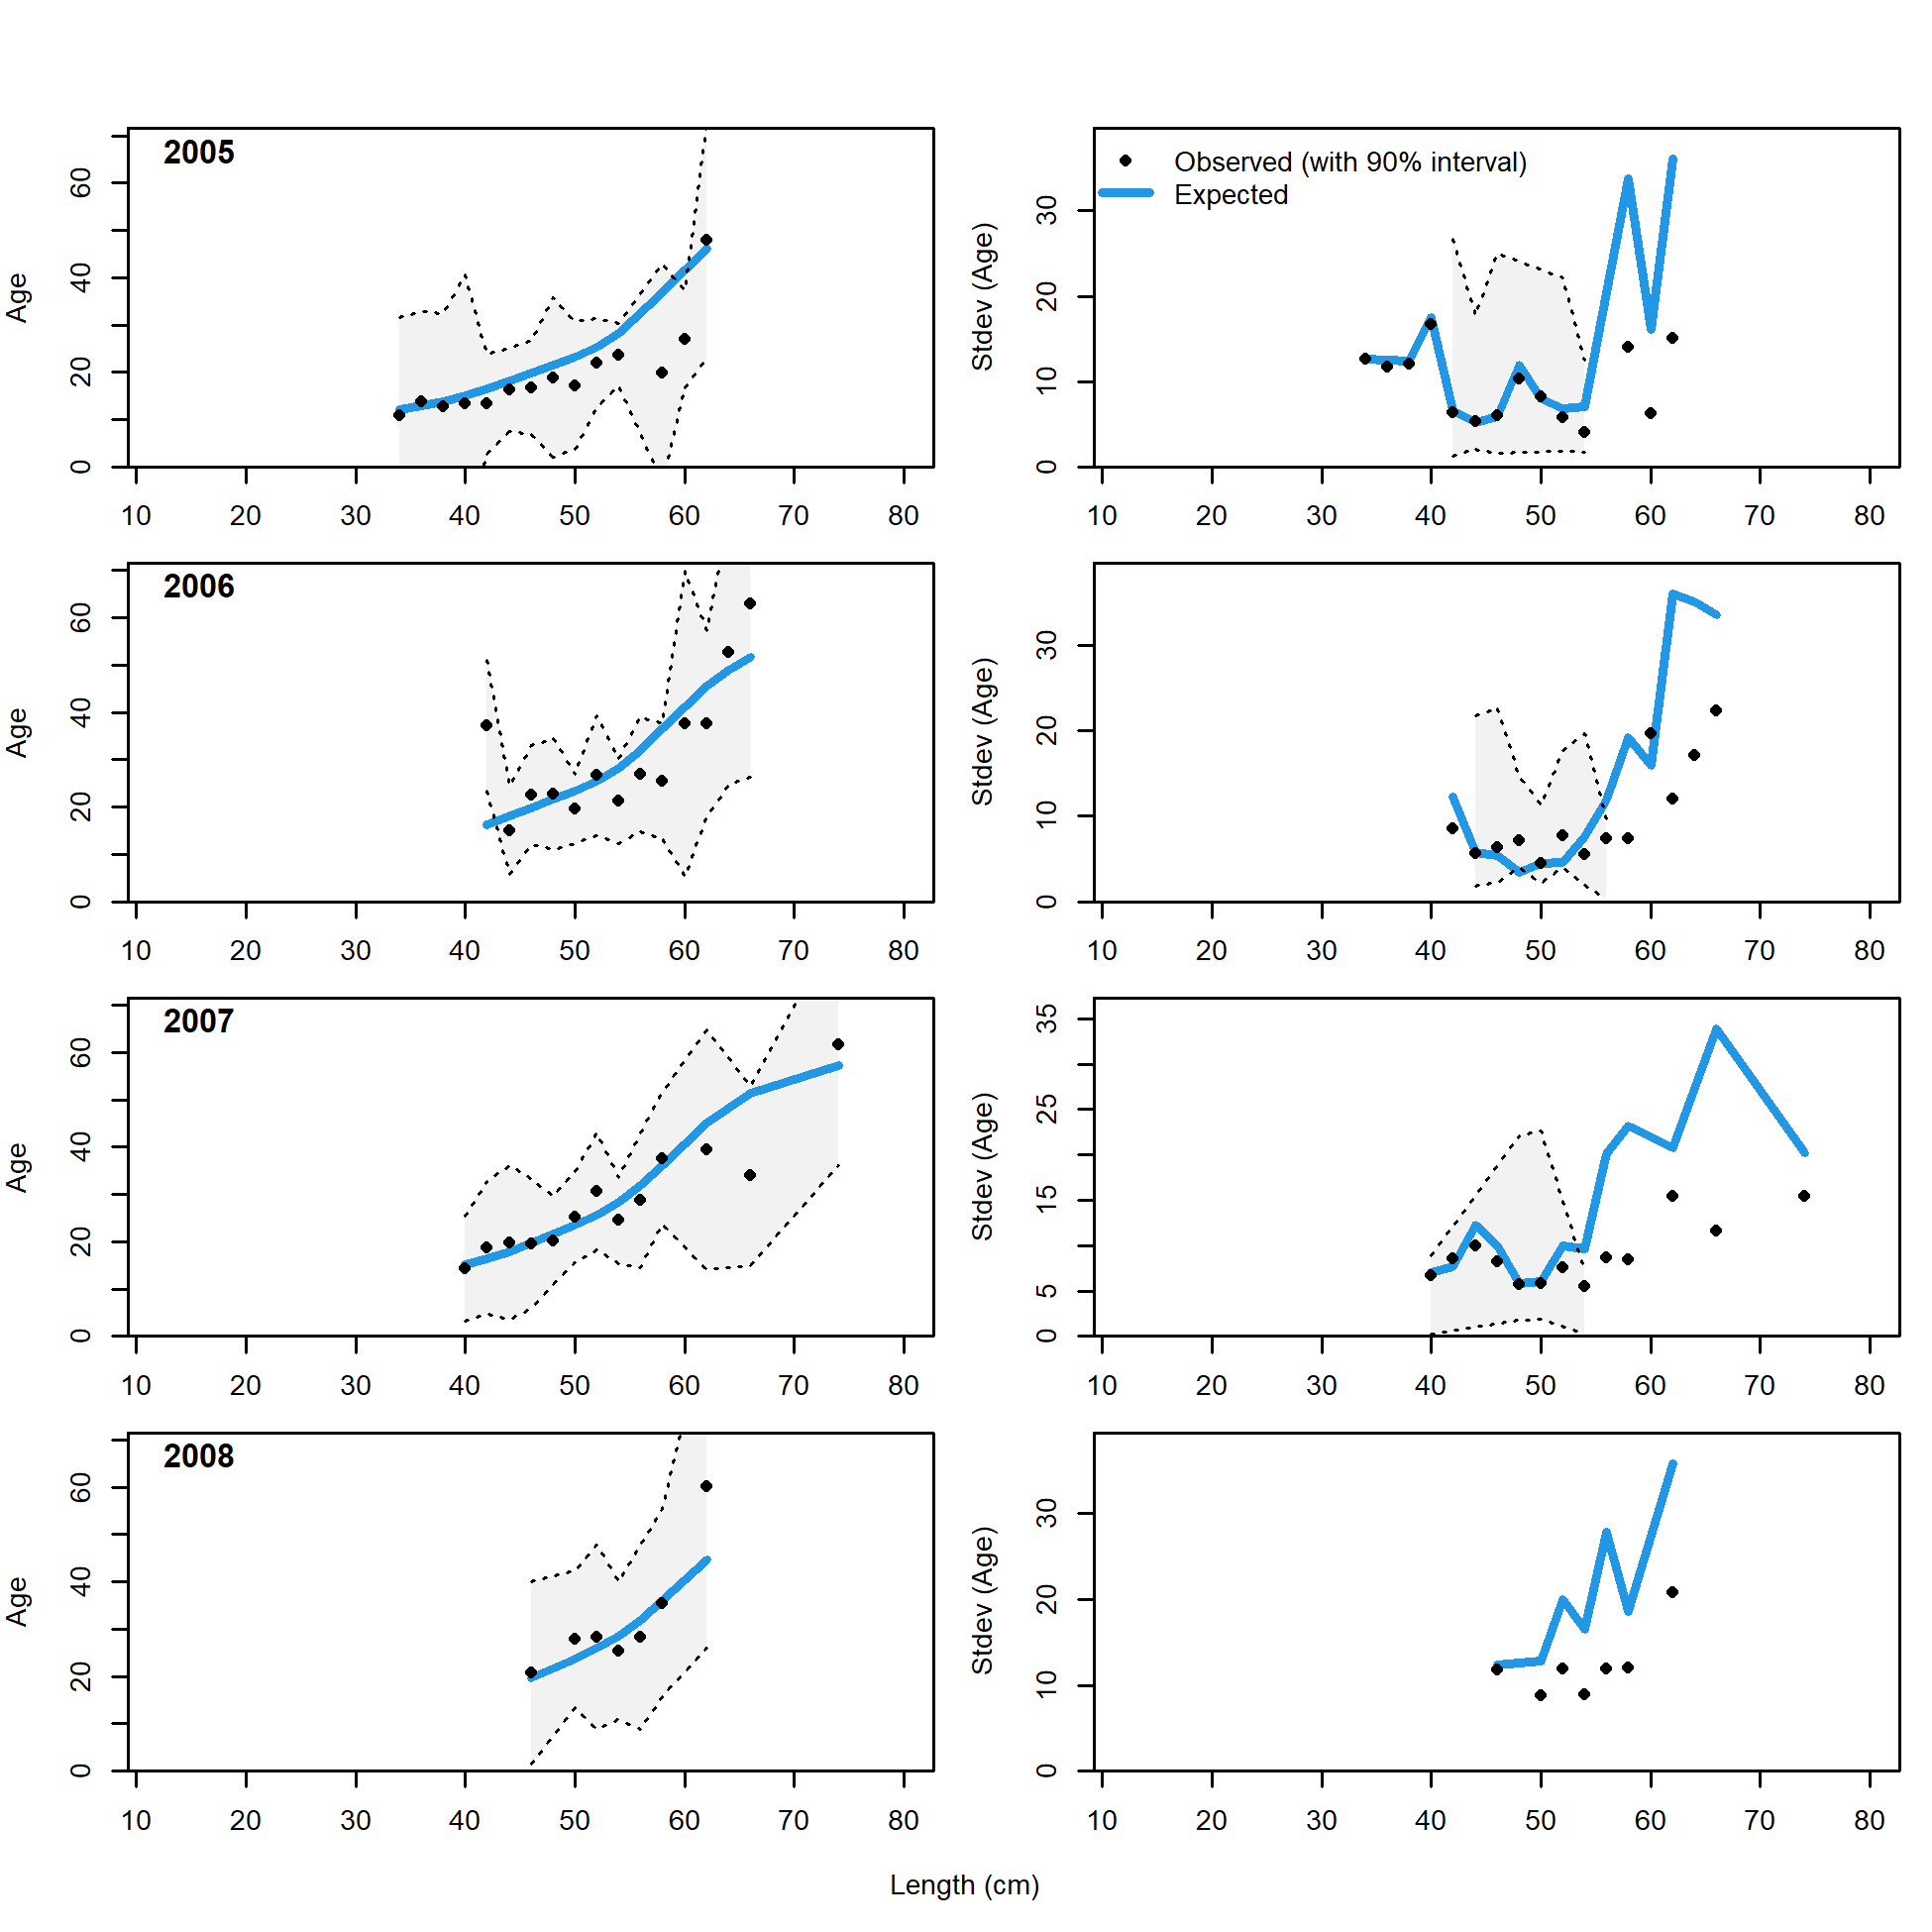 2005
Age
0 20 40 60
10 20 30 40 50 60 70 80
Observed (with 90% interval)
Expected
Stdev (Age)
0 10 20 30
10 20 30 40 50 60 70 80
2006
Age
0 20 40 60
10 20 30 40 50 60 70 80
Stdev (Age)
0 10 20 30
10 20 30 40 50 60 70 80
2007
Age
0 20 40 60
10 20 30 40 50 60 70 80
Stdev (Age)
0 5 15 25 35
10 20 30 40 50 60 70 80
2008
Age
0 20 40 60
10 20 30 40 50 60 70 80
Stdev (Age)
0 10 20 30
10 20 30 40 50 60 70 80
Length (cm)